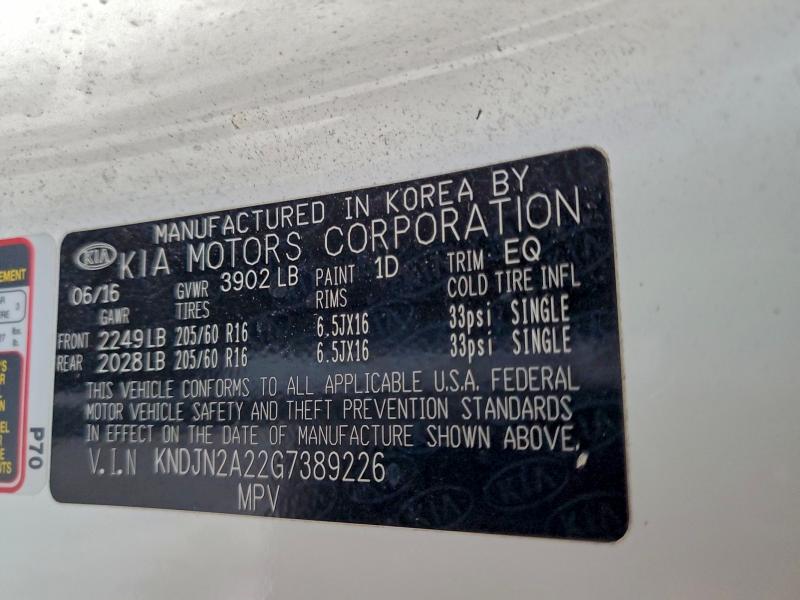 MANUFACTURED IN KOREA BY
KIA KIA MOTORS CORPORATION
06/16 GVWR 3902 LB PAINT 1D TRIM EQ
GAWR TIRES RIMS COLD TIRE INFL
FRONT 2249 LB 205/60 R16 6.5JX16 33psi SINGLE
REAR 2028 LB 205/60 R16 6.5JX16 33psi SINGLE
THIS VEHICLE CONFORMS TO ALL APPLICABLE U.S.A. FEDERAL
MOTOR VEHICLE SAFETY AND THEFT PREVENTION STANDARDS
IN EFFECT ON THE DATE OF MANUFACTURE SHOWN ABOVE.
V.I.N KNDJN2A22G7389226
MPV
P70